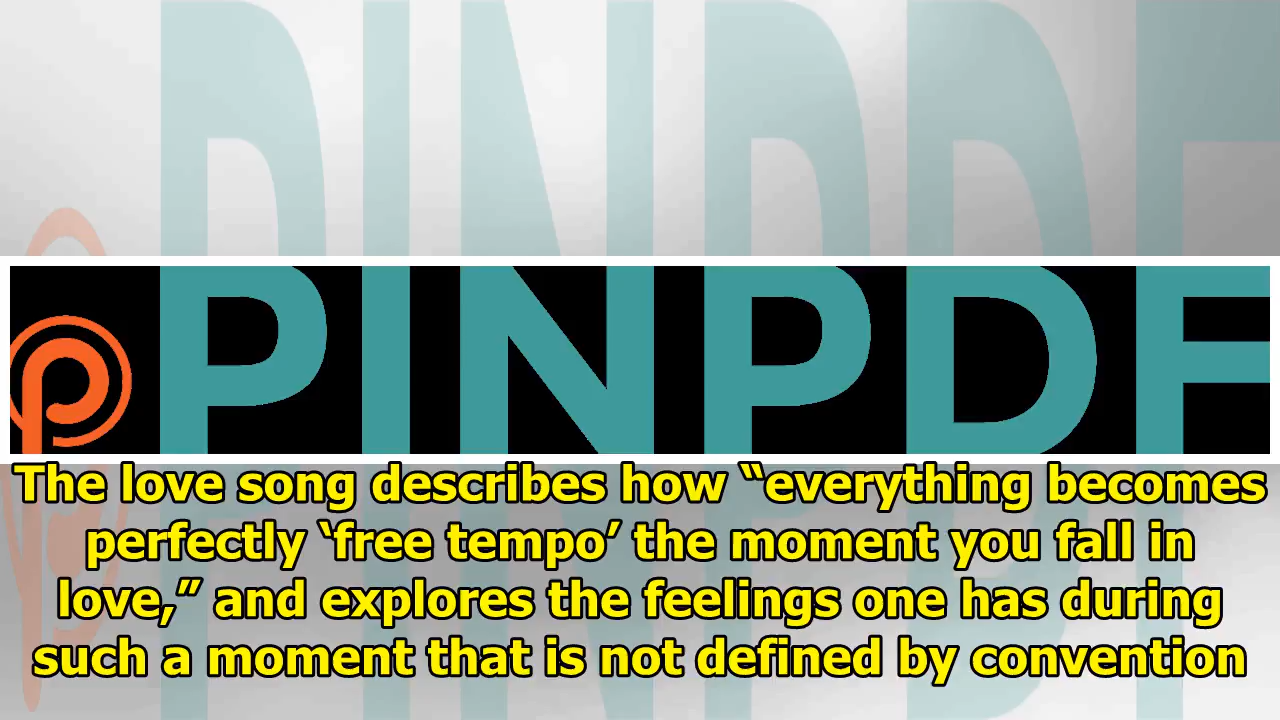 PINPDF
The love song describes how “everything becomes
perfectly ‘free tempo’ the moment you fall in
love,” and explores the feelings one has during
such a moment that is not defined by convention